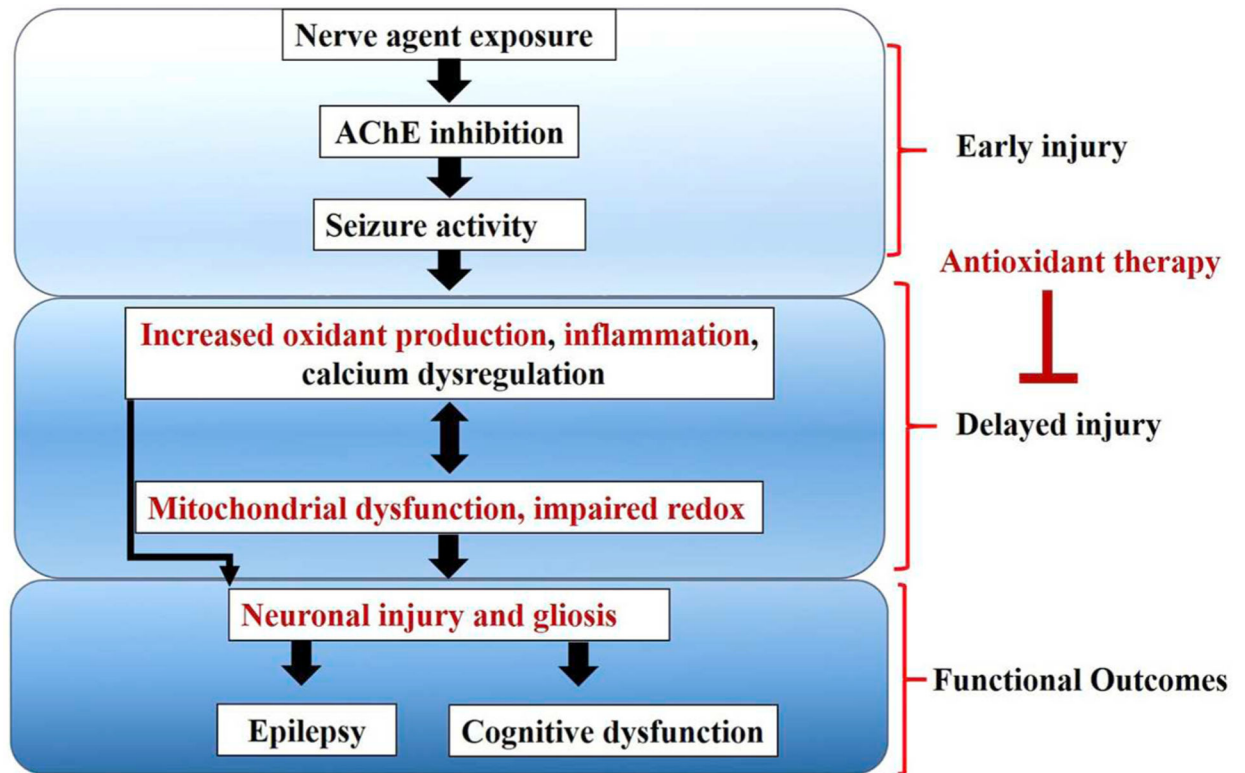 Nerve agent exposure
AChE inhibition
Early injury
Seizure activity
Antioxidant therapy
Increased oxidant production, inflammation,
calcium dysregulation
Delayed injury
Mitochondrial dysfunction, impaired redox
Neuronal injury and gliosis
Functional Outcomes
Epilepsy
Cognitive dysfunction